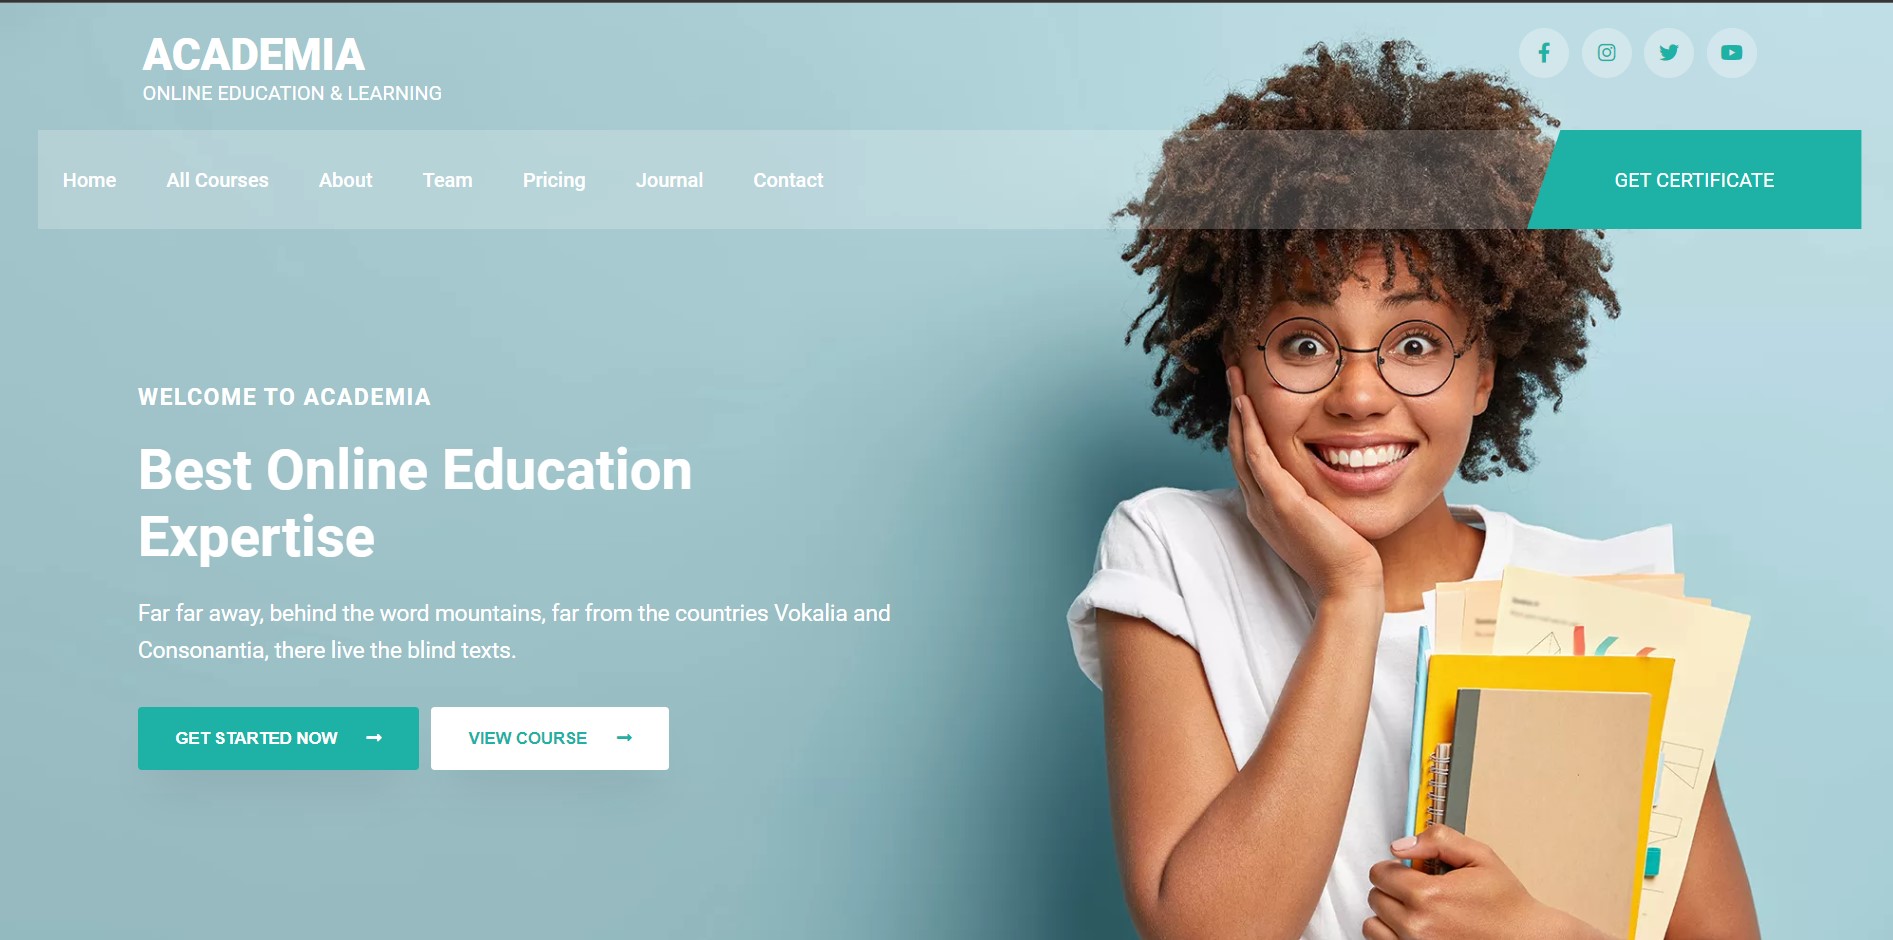 ACADEMIA
ONLINE EDUCATION & LEARNING
Home All Courses About Team Pricing Journal Contact GET CERTIFICATE
WELCOME TO ACADEMIA
Best Online Education
Expertise
Far far away, behind the word mountains, far from the countries Vokalia and
Consonantia, there live the blind texts.
GET STARTED NOW VIEW COURSE